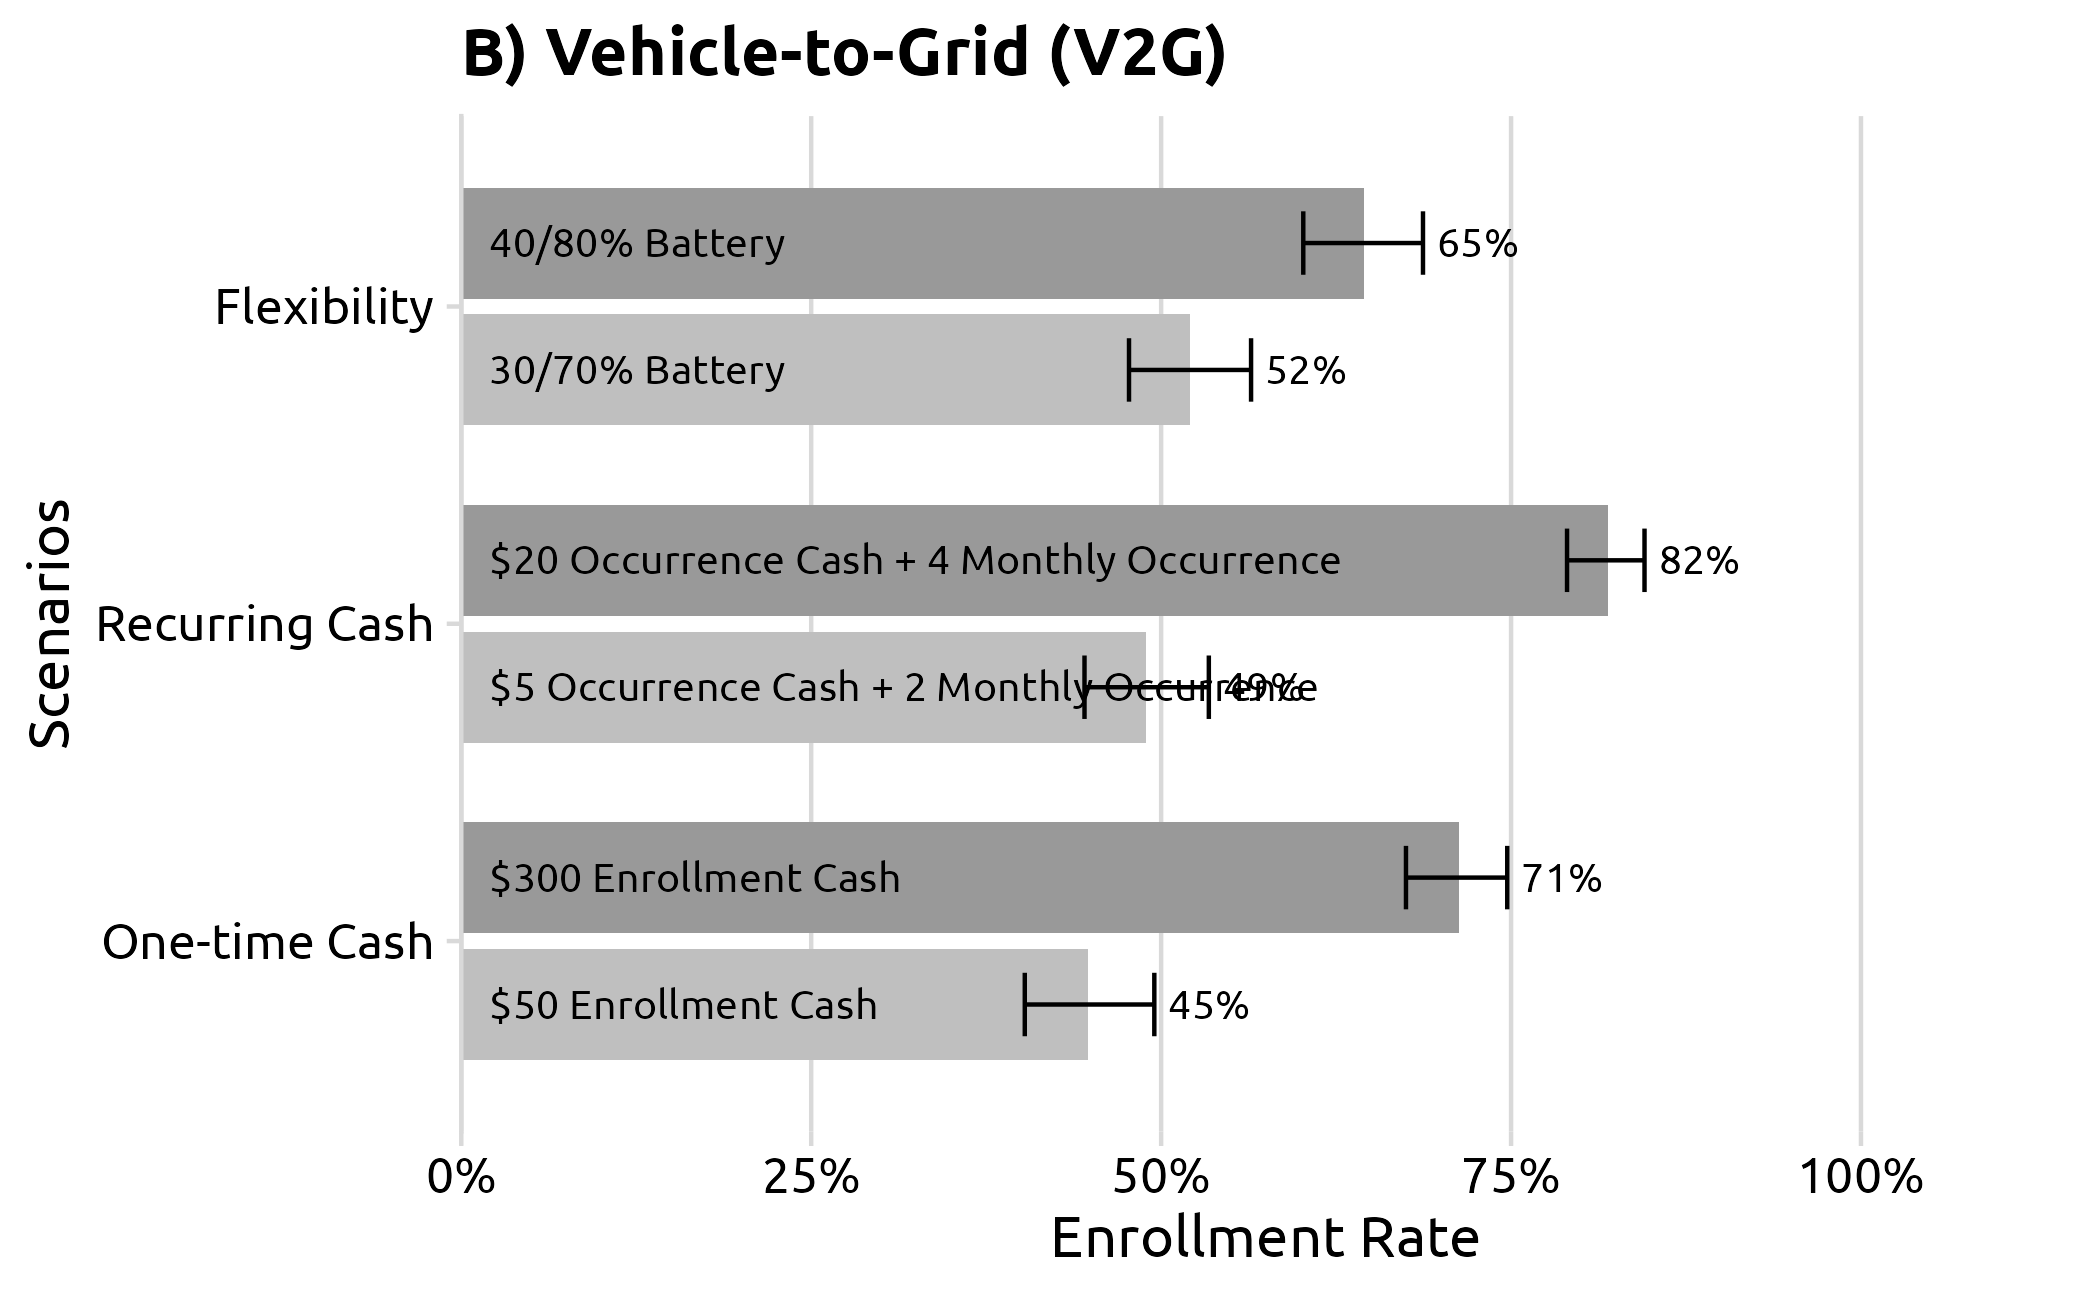 B) Vehicle-to-Grid (V2G)
Scenarios
Flexibility
40/80% Battery
65%
30/70% Battery
52%
Recurring Cash
$20 Occurrence Cash + 4 Monthly Occurrence
82%
$5 Occurrence Cash + 2 Monthly Occurrence
49%
One-time Cash
$300 Enrollment Cash
71%
$50 Enrollment Cash
45%
0% 25% 50% 75% 100%
Enrollment Rate